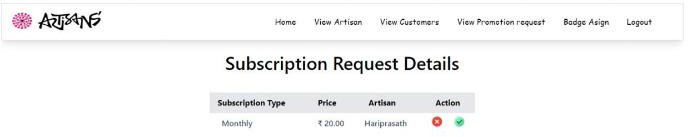 ARTISANS Home View Artisan View Customers View Promotion request Badge Asign Logout
Subscription Request Details
Subscription Type Price Artisan Action
Monthly ₹ 20.00 Hariprasath